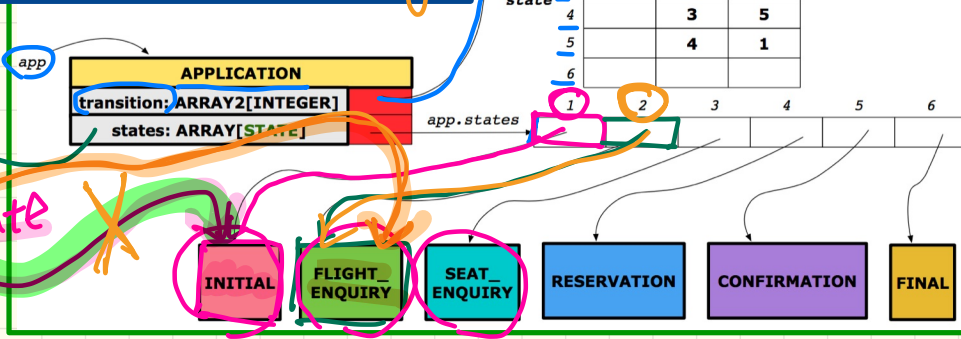 state
4 3 5
5 4 1
6
app
APPLICATION
transition: ARRAY2[INTEGER]
states: ARRAY[STATE]
app.states
1 2 3 4 5 6
te
INITIAL
FLIGHT_
ENQUIRY
SEAT_
ENQUIRY
RESERVATION
CONFIRMATION
FINAL